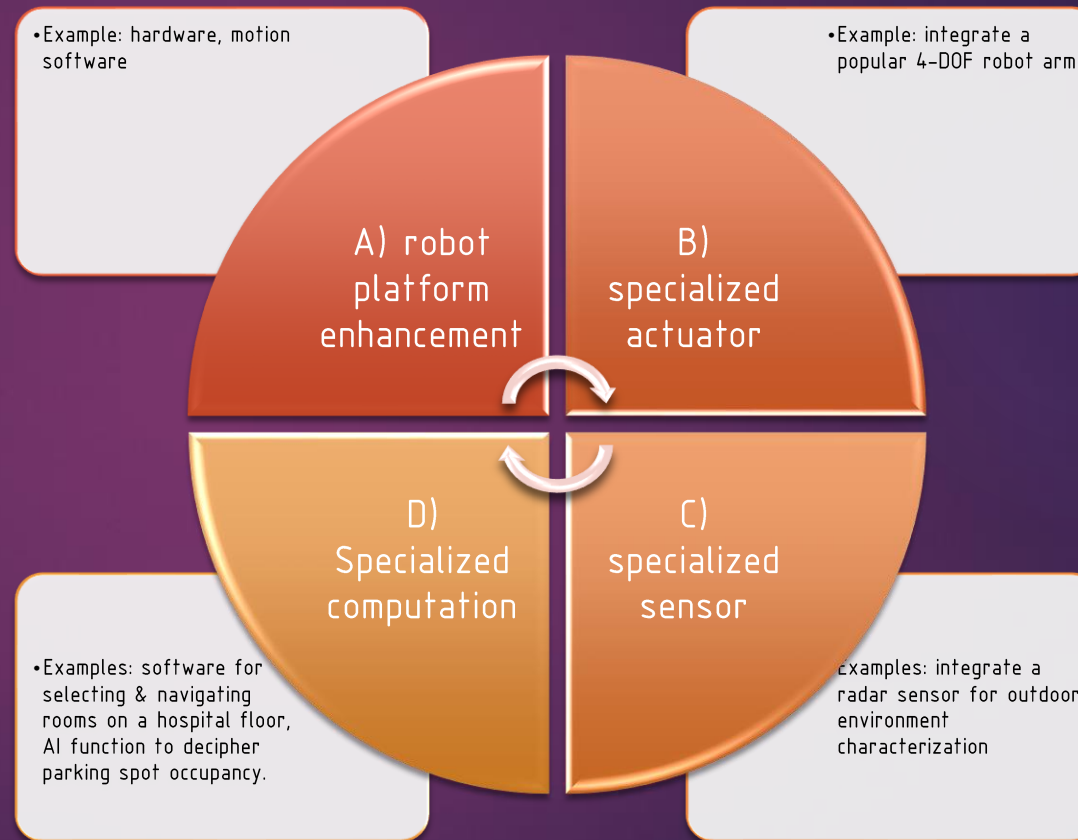 •Example: hardware, motion
software
•Example: integrate a
popular 4-DOF robot arm
A) robot
platform
enhancement
B)
specialized
actuator
D)
Specialized
computation
C)
specialized
sensor
•Examples: software for
selecting & navigating
rooms on a hospital floor,
AI function to decipher
parking spot occupancy.
Examples: integrate a
radar sensor for outdoor
environment
characterization